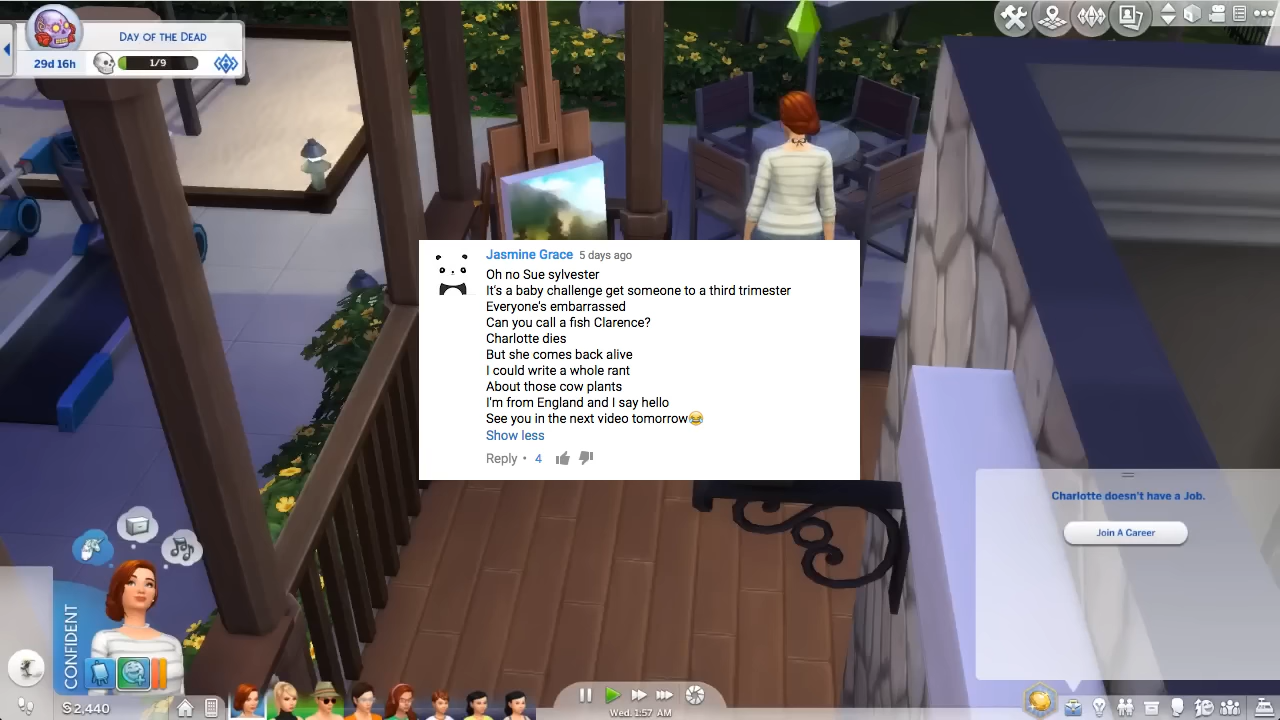 DAY OF THE DEAD
29d 16h
1/9
Jasmine Grace 5 days ago
Oh no Sue sylvester
It's a baby challenge get someone to a third trimester
Everyone's embarrassed
Can you call a fish Clarence?
Charlotte dies
But she comes back alive
I could write a whole rant
About those cow plants
I'm from England and I say hello
See you in the next video tomorrow😂
Show less
Reply • 4
Charlotte doesn't have a Job.
Join A Career
CONFIDENT
§2,440
Wed. 1:57 AM